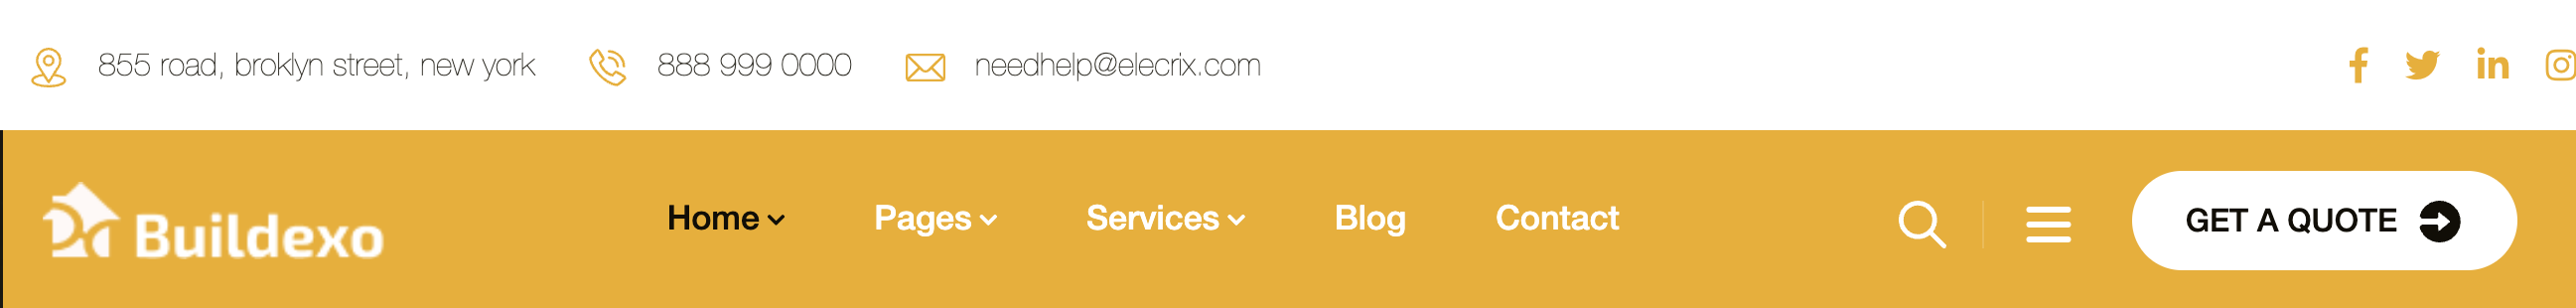 855 road, broklyn street, new york 888 999 0000 needhelp@elecrix.com
Buildexo Home Pages Services Blog Contact GET A QUOTE